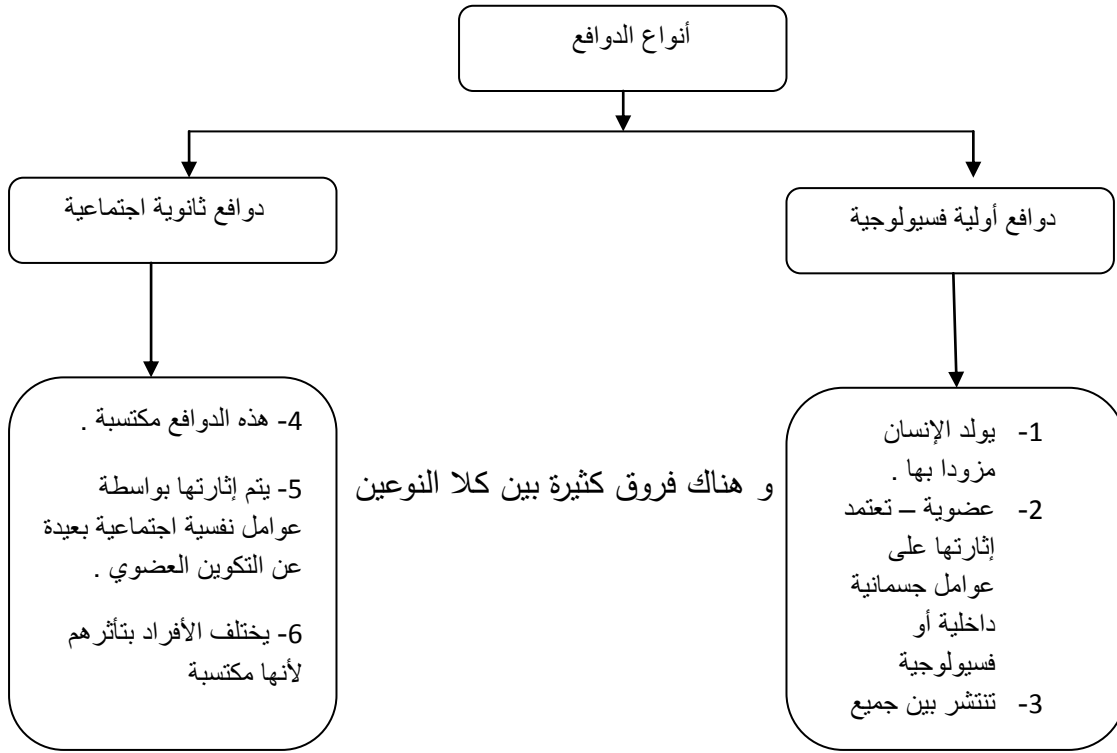 أنواع الدوافع
دوافع أولية فسيولوجية
دوافع ثانوية اجتماعية
1- يولد الإنسان
مزودا بها .
2- عضوية – تعتمد
إثارتها على
عوامل جسمانية
داخلية أو
فسيولوجية
3- تنتشر بين جميع
و هناك فروق كثيرة بين كلا النوعين
4- هذه الدوافع مكتسبة .
5- يتم إثارتها بواسطة
عوامل نفسية اجتماعية بعيدة
عن التكوين العضوي .
6- يختلف الأفراد بتأثرهم
لأنها مكتسبة